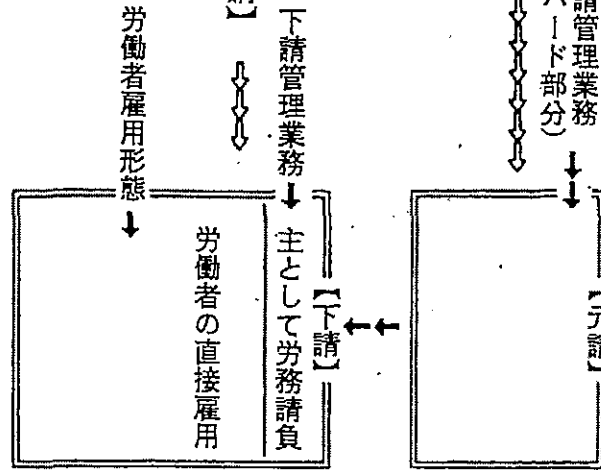 請管理業務
ード部分)
【元請】
【下請】
下請管理業務
主として労務請負
労働者の直接雇用
労働者雇用形態